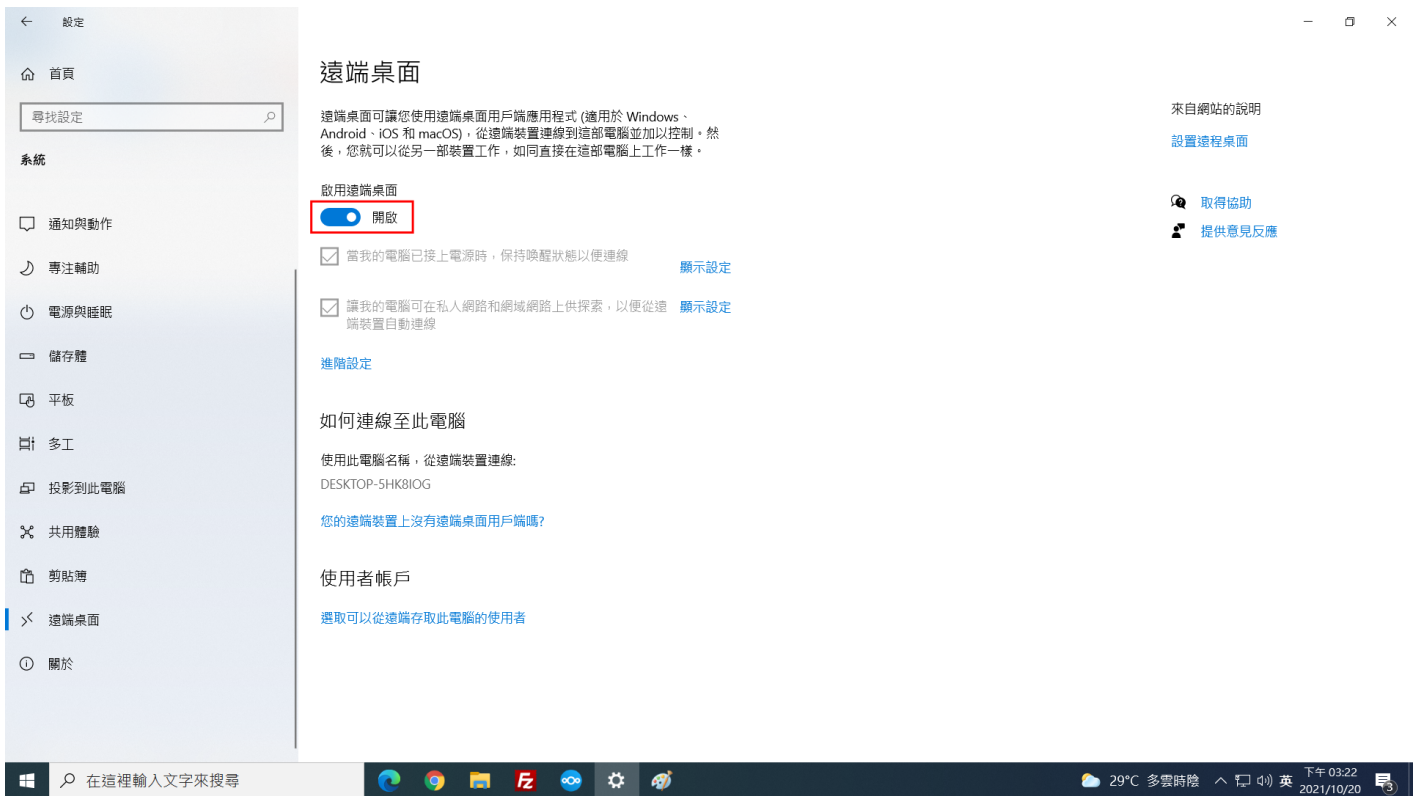 設定
首頁
尋找設定
系統
通知與動作
專注輔助
電源與睡眠
儲存體
平板
多工
投影到此電腦
共用體驗
剪貼簿
遠端桌面
關於
遠端桌面
遠端桌面可讓您使用遠端桌面用戶端應用程式 (適用於 Windows、
Android、iOS 和 macOS)，從遠端裝置連線到這部電腦並加以控制。然
後，您就可以從另一部裝置工作，如同直接在這部電腦上工作一樣。
啟用遠端桌面
開啟
當我的電腦已接上電源時，保持喚醒狀態以便連線
顯示設定
讓我的電腦可在私人網路和網域網路上供探索，以便從遠
端裝置自動連線
顯示設定
進階設定
如何連線至此電腦
使用此電腦名稱，從遠端裝置連線:
DESKTOP-5HK8IOG
您的遠端裝置上沒有遠端桌面用戶端嗎?
使用者帳戶
選取可以從遠端存取此電腦的使用者
來自網站的說明
設置遠程桌面
取得協助
提供意見反應
在這裡輸入文字來搜尋
Fz
29°C 多雲時陰
英
下午 03:22
2021/10/20
3